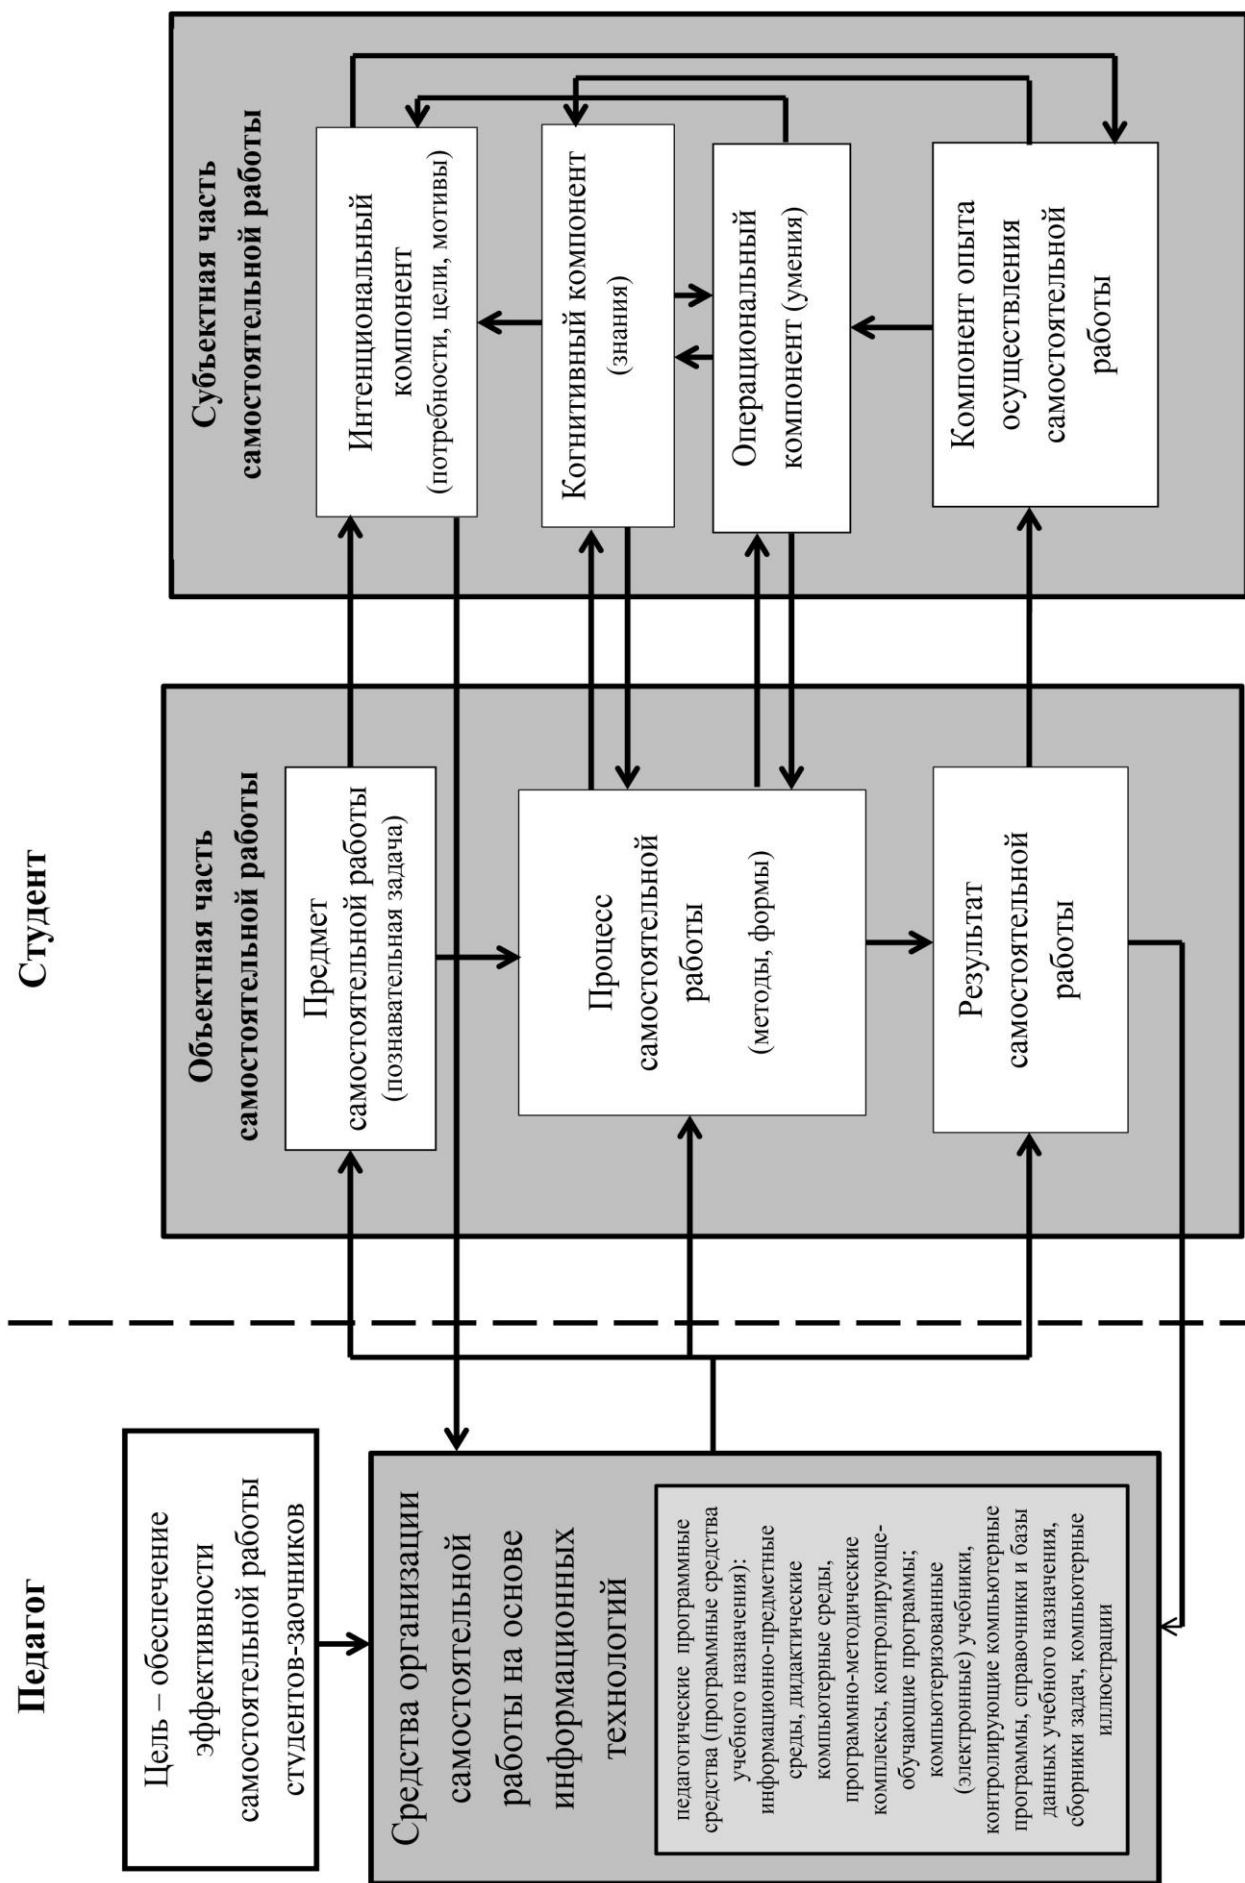 Педагог
Студент
Цель – обеспечение
эффективности
самостоятельной работы
студентов-заочников
Средства организации
самостоятельной
работы на основе
информационных
технологий
педагогические программные
средства (программные средства
учебного назначения):
информационно-предметные
среды, дидактические
компьютерные среды,
программно-методические
комплексы, контролирующе-
обучающие программы;
компьютеризованные
(электронные) учебники,
контролирующие компьютерные
программы, справочники и базы
данных учебного назначения,
сборники задач, компьютерные
иллюстрации
Объектная часть
самостоятельной работы
Предмет
самостоятельной работы
(познавательная задача)
Процесс
самостоятельной
работы
(методы, формы)
Результат
самостоятельной
работы
Субъектная часть
самостоятельной работы
Интенциональный
компонент
(потребности, цели, мотивы)
Когнитивный компонент
(знания)
Операциональный
компонент (умения)
Компонент опыта
осуществления
самостоятельной
работы